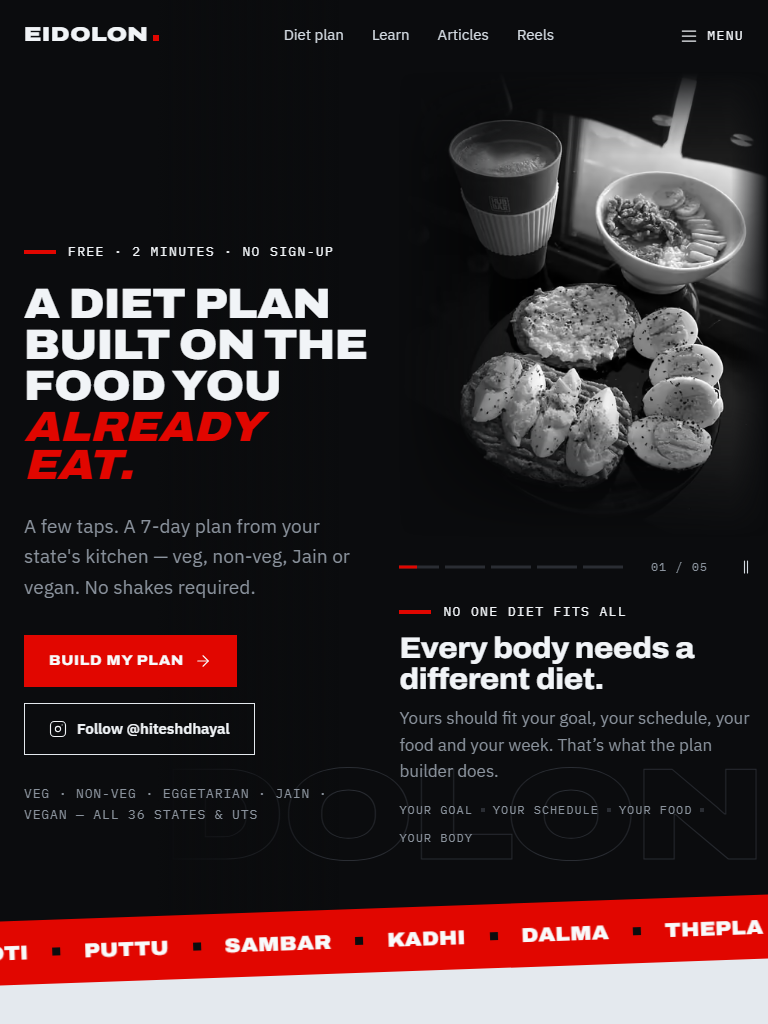 EIDOLON.
Diet plan
Learn
Articles
Reels
MENU
FREE · 2 MINUTES · NO SIGN-UP
A DIET PLAN
BUILT ON THE
FOOD YOU
ALREADY
EAT.
A few taps. A 7-day plan from your
state's kitchen — veg, non-veg, Jain or
vegan. No shakes required.
BUILD MY PLAN →
Follow @hiteshdhayal
VEG · NON-VEG · EGGETARIAN · JAIN ·
VEGAN — ALL 36 STATES & UTS
01 / 05
NO ONE DIET FITS ALL
Every body needs a
different diet.
Yours should fit your goal, your schedule, your
food and your week. That’s what the plan
builder does.
YOUR GOAL ▪ YOUR SCHEDULE ▪ YOUR FOOD ▪
YOUR BODY
DOLON
OTI ▪ PUTTU ▪ SAMBAR ▪ KADHI ▪ DALMA ▪ THEPLA